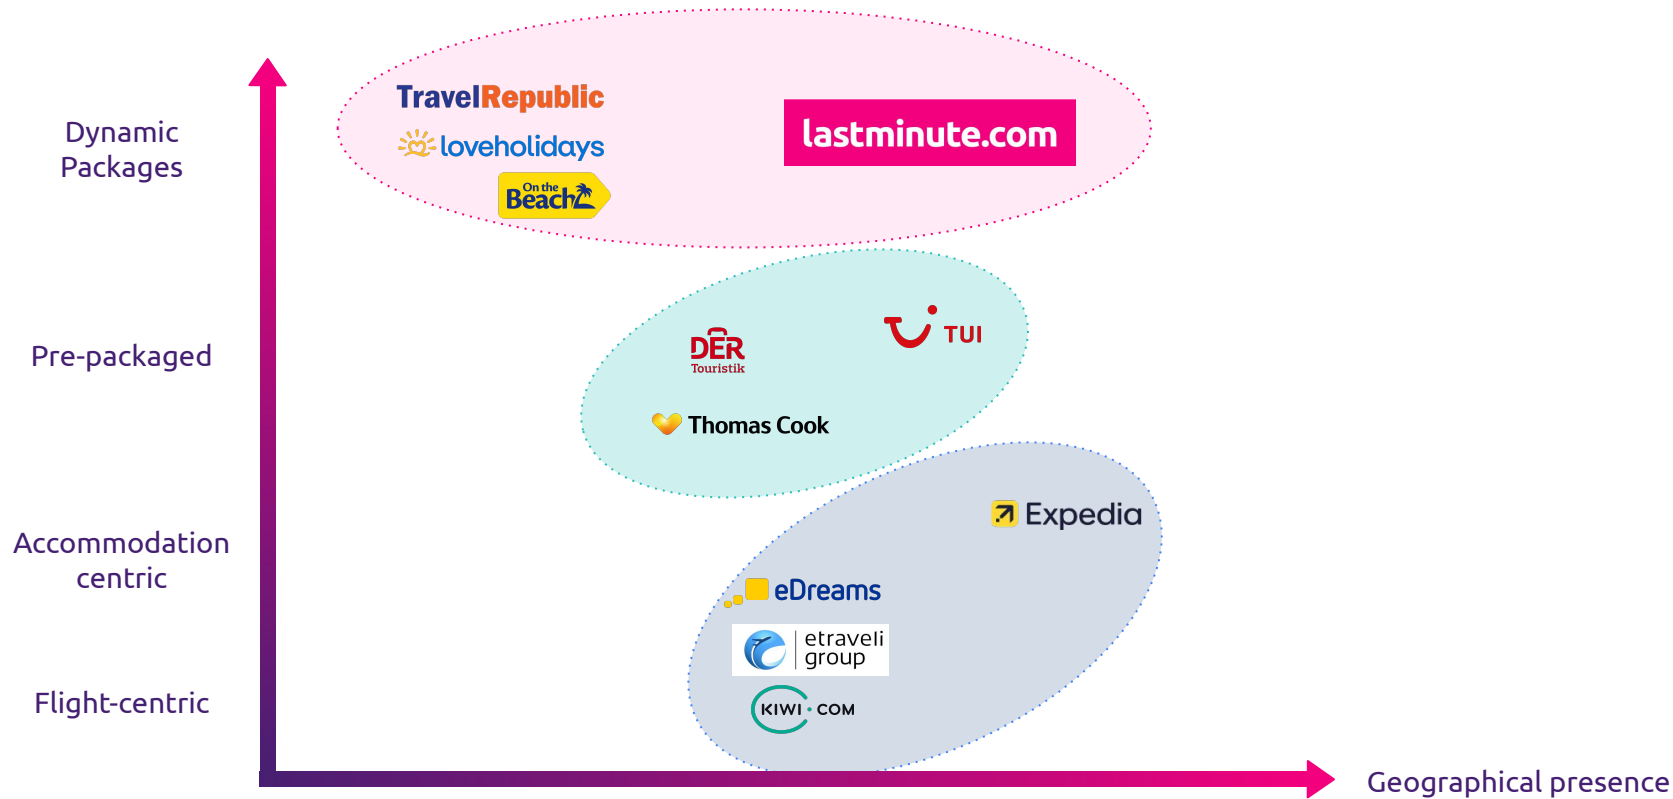 Dynamic
Packages
TravelRepublic
loveholidays
On the
Beach
lastminute.com
Pre-packaged
DER
Touristik
TUI
Thomas Cook
Accommodation
centric
Expedia
eDreams
etraveli
group
Flight-centric
KIWI.COM
Geographical presence